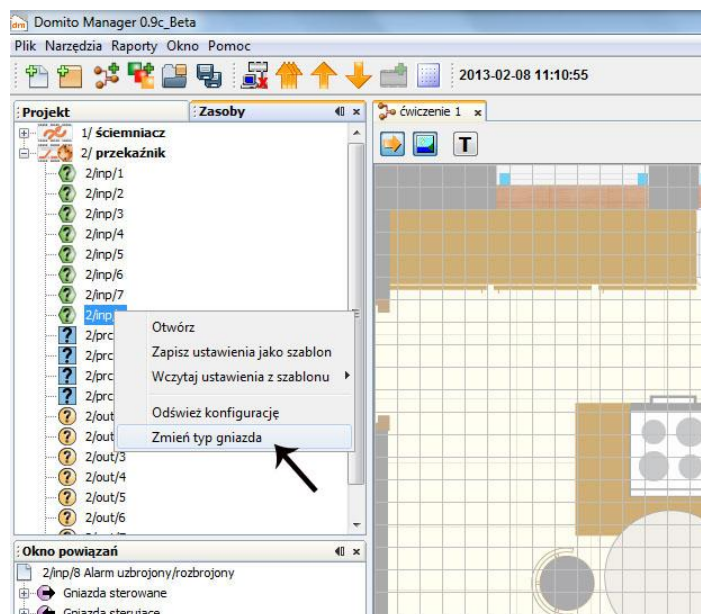 dm Domito Manager 0.9c_Beta
Plik Narzędzia Raporty Okno Pomoc
2013-02-08 11:10:55
Projekt Zasoby ćwiczenie 1
T
1/ ściemniacz
2/ przekaźnik
? 2/inp/1
? 2/inp/2
? 2/inp/3
? 2/inp/4
? 2/inp/5
? 2/inp/6
? 2/inp/7
? 2/inp
? 2/prc
? 2/prc
? 2/prc
? 2/prc
? 2/out
? 2/out
2/out/3
? 2/out/4
? 2/out/5
? 2/out/6
Otwórz
Zapisz ustawienia jako szablon
Wczytaj ustawienia z szablonu
Odśwież konfigurację
Zmień typ gniazda
Okno powiązań
2/inp/8 Alarm uzbrojony/rozbrojony
Gniazda sterowane
Gniazda sterujące